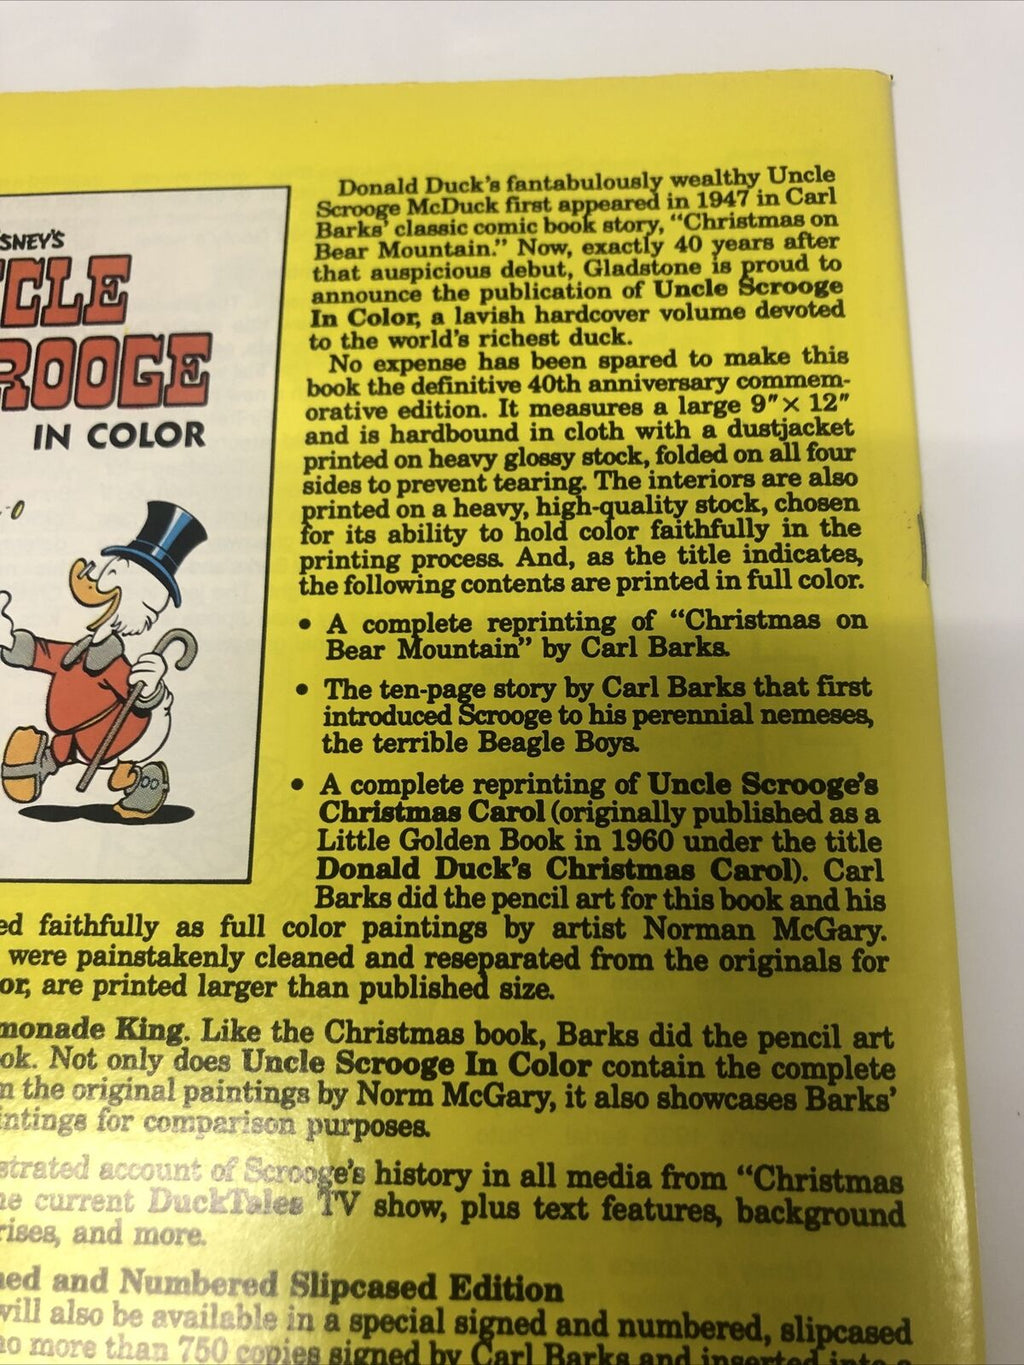 SNEY'S
CLE
ROOGE
IN COLOR
Donald Duck's fantabulously wealthy Uncle
Scrooge McDuck first appeared in 1947 in Carl
Barks' classic comic book story, "Christmas on
Bear Mountain." Now, exactly 40 years after
that auspicious debut, Gladstone is proud to
announce the publication of Uncle Scrooge
In Color, a lavish hardcover volume devoted
to the world's richest duck.
No expense has been spared to make this
book the definitive 40th anniversary commem-
orative edition. It measures a large 9" × 12"
and is hardbound in cloth with a dustjacket
printed on heavy glossy stock, folded on all four
sides to prevent tearing. The interiors are also
printed on a heavy, high-quality stock, chosen
for its ability to hold color faithfully in the
printing process. And, as the title indicates,
the following contents are printed in full color.
• A complete reprinting of "Christmas on
Bear Mountain" by Carl Barks.
• The ten-page story by Carl Barks that first
introduced Scrooge to his perennial nemeses,
the terrible Beagle Boys.
• A complete reprinting of Uncle Scrooge's
Christmas Carol (originally published as a
Little Golden Book in 1960 under the title
Donald Duck's Christmas Carol). Carl
Barks did the pencil art for this book and his
ed faithfully as full color paintings by artist Norman McGary.
were painstakenly cleaned and reseparated from the originals for
or, are printed larger than published size.
monade King. Like the Christmas book, Barks did the pencil art
ok. Not only does Uncle Scrooge In Color contain the complete
the original paintings by Norm McGary, it also showcases Barks'
intings for comparison purposes.
strated account of Scrooge's history in all media from "Christmas
e current DuckTales TV show, plus text features, background
rises, and more.
ned and Numbered Slipcased Edition
will also be available in a special signed and numbered, slipcased
no more than 750 copies signed by Carl Barks and inserted into